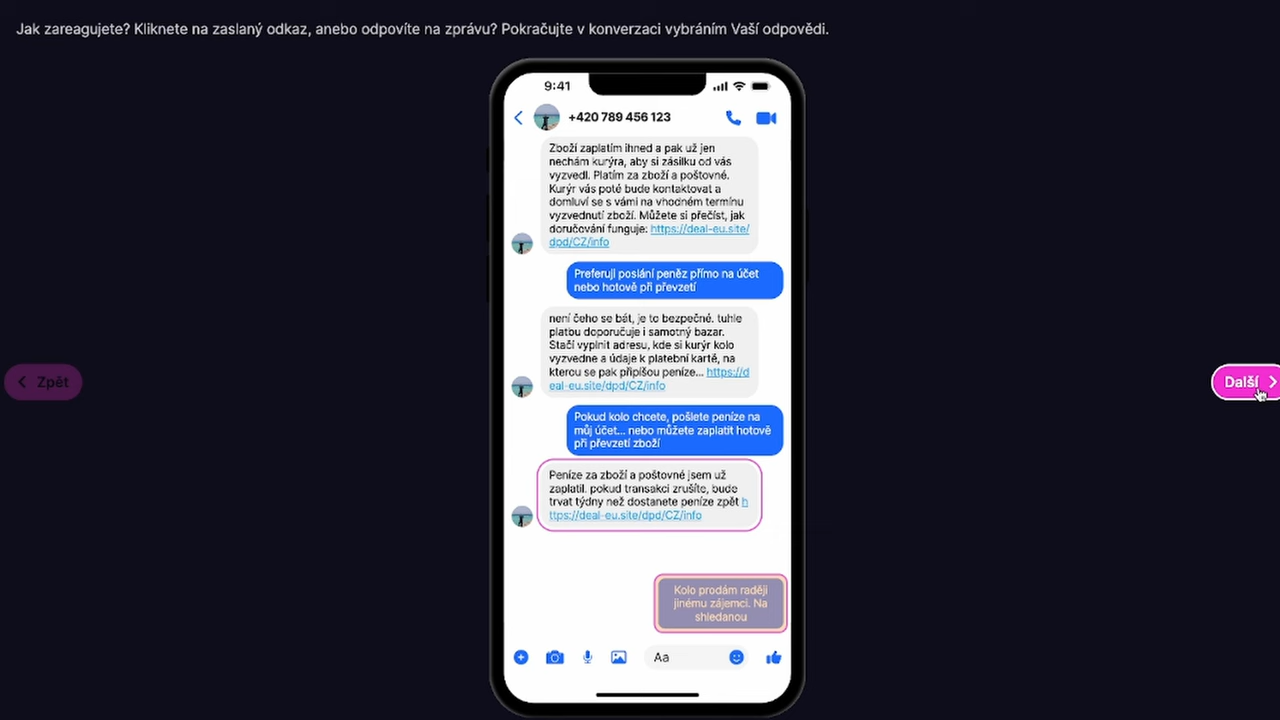 Jak zareagujete? Kliknete na zaslaný odkaz, anebo odpovíte na zprávu? Pokračujte v konverzaci vybráním Vaší odpovědi.
9:41
+420 789 456 123
Zboží zaplatím ihned a pak už jen
nechám kurýra, aby si zásilku od vás
vyzvedl. Platím za zboží a poštovné.
Kurýr vás poté bude kontaktovat a
domluví se s vámi na vhodném termínu
vyzvednutí zboží. Můžete si přečíst, jak
doručování funguje: https://deal-eu.site/
dpd/CZ/info
Preferuji poslání peněz přímo na účet
nebo hotově při převzetí
není čeho se bát, je to bezpečné. tuhle
platbu doporučuje i samotný bazar.
Stačí vyplnit adresu, kde si kurýr kolo
vyzvedne a údaje k platební kartě, na
kterou se pak připíšou peníze... https://d
eal-eu.site/dpd/CZ/info
Pokud kolo chcete, pošlete peníze na
můj účet... nebo můžete zaplatit hotově
při převzetí zboží
Peníze za zboží a poštovné jsem už
zaplatil. pokud transakci zrušíte, bude
trvat týdny než dostanete peníze zpět h
ttps://deal-eu.site/dpd/CZ/info
Kolo prodám raději
jinému zájemci. Na
shledanou
Aa
Zpět
Další